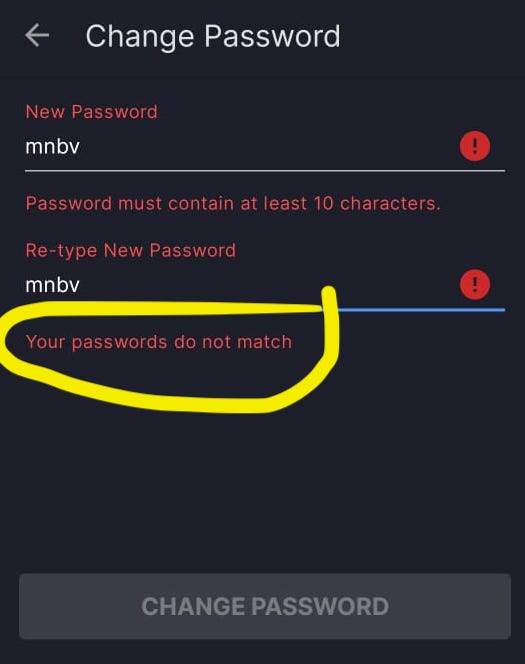 Change Password
New Password
mnbv
Password must contain at least 10 characters.
Re-type New Password
mnbv
Your passwords do not match
CHANGE PASSWORD